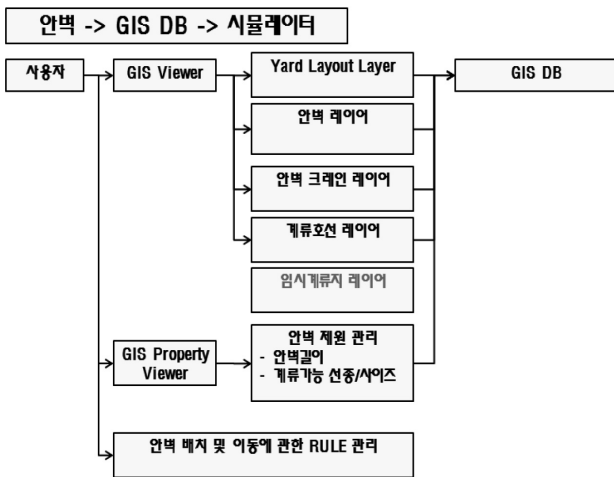 안벽 -> GIS DB -> 시뮬레이터
사용자
GIS Viewer
Yard Layout Layer
GIS DB
안벽 레이어
안벽 크레인 레이어
계류호선 레이어
임시계류지 레이어
GIS Property
Viewer
안벽 제원 관리
- 안벽길이
- 계류가능 선종/사이즈
안벽 배치 및 이동에 관한 RULE 관리